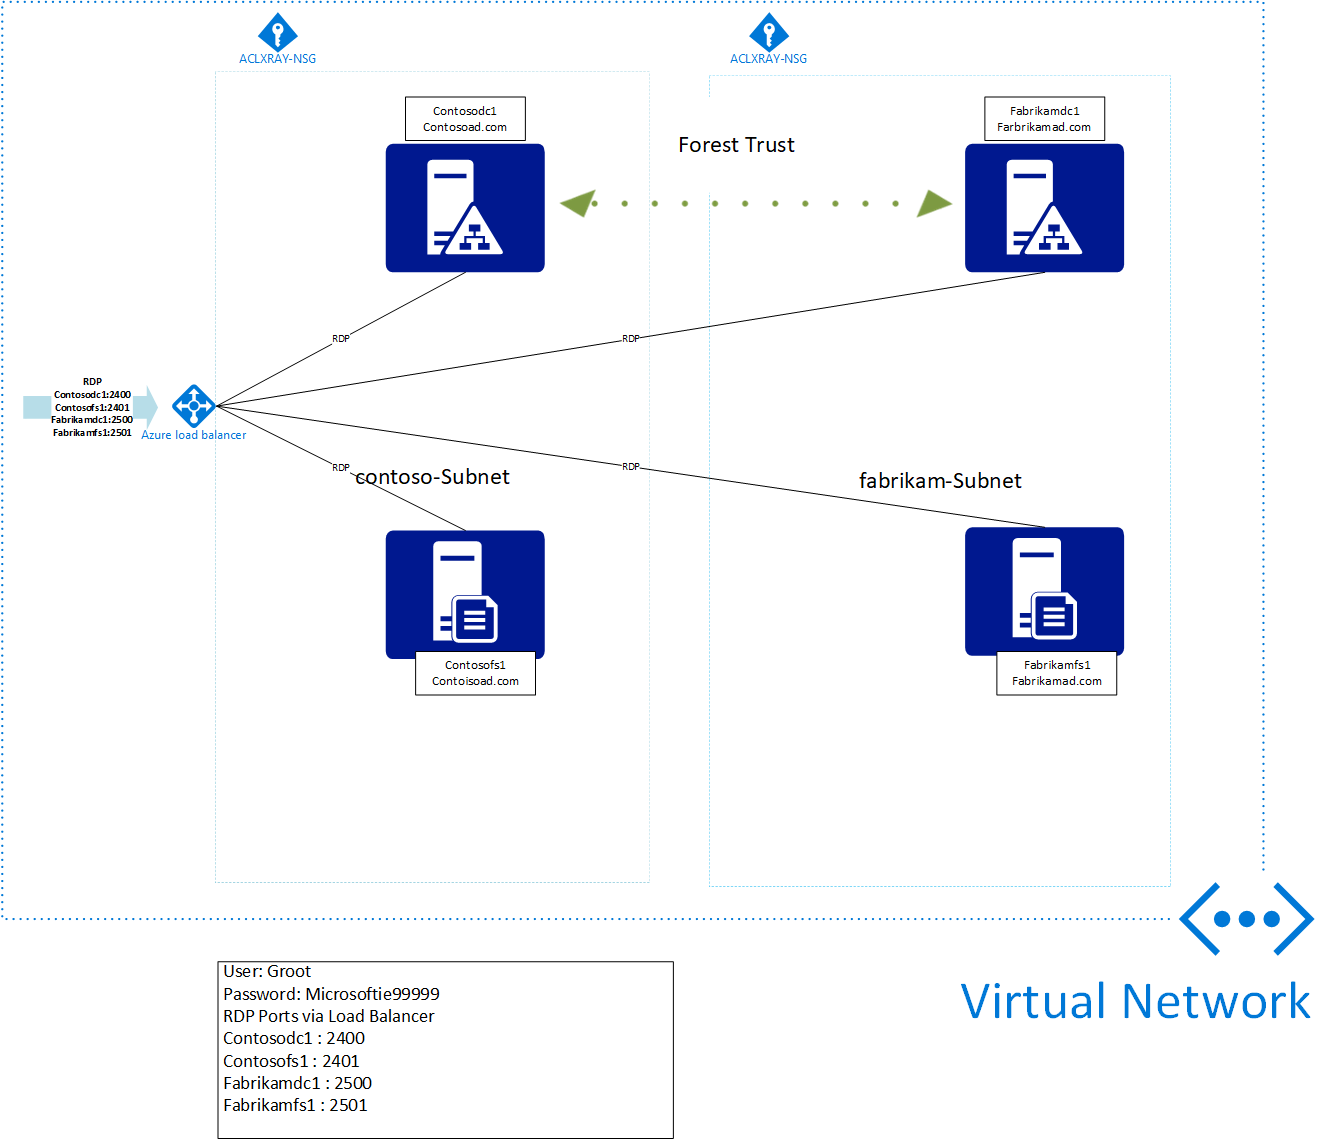 ACLXRAY-NSG
ACLXRAY-NSG
Contosodc1
Contosoad.com
Fabrikamdc1
Farbrikamad.com
Forest Trust
RDP
RDP
RDP
Contosodc1:2400
Contosofs1:2401
Fabrikamdc1:2500
Fabrikamfs1:2501
Azure load balancer
RDP
RDP
contoso-Subnet
fabrikam-Subnet
Contosofs1
Contoisoad.com
Fabrikamfs1
Fabrikamad.com
Virtual Network
User: Groot
Password: Microsoftie99999
RDP Ports via Load Balancer
Contosodc1 : 2400
Contosofs1 : 2401
Fabrikamdc1 : 2500
Fabrikamfs1 : 2501